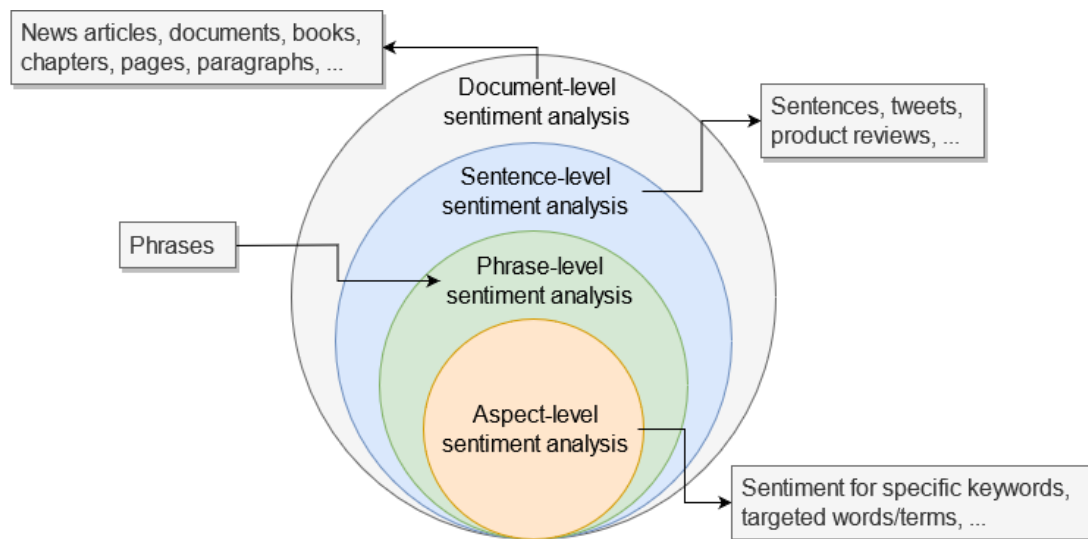 News articles, documents, books,
chapters, pages, paragraphs, ...
Document-level
sentiment analysis
Sentences, tweets,
product reviews, ...
Sentence-level
sentiment analysis
Phrases
Phrase-level
sentiment analysis
Aspect-level
sentiment analysis
Sentiment for specific keywords,
targeted words/terms, ...